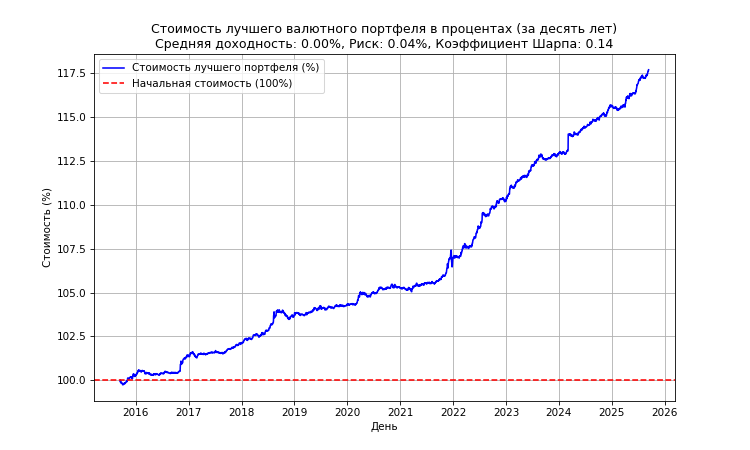 Стоимость лучшего валютного портфеля в процентах (за десять лет)
Средняя доходность: 0.00%, Риск: 0.04%, Коэффициент Шарпа: 0.14
Стоимость лучшего портфеля (%)
Начальная стоимость (100%)
117.5
115.0
112.5
110.0
107.5
105.0
102.5
100.0
Стоимость (%)
2016 2017 2018 2019 2020 2021 2022 2023 2024 2025 2026
День